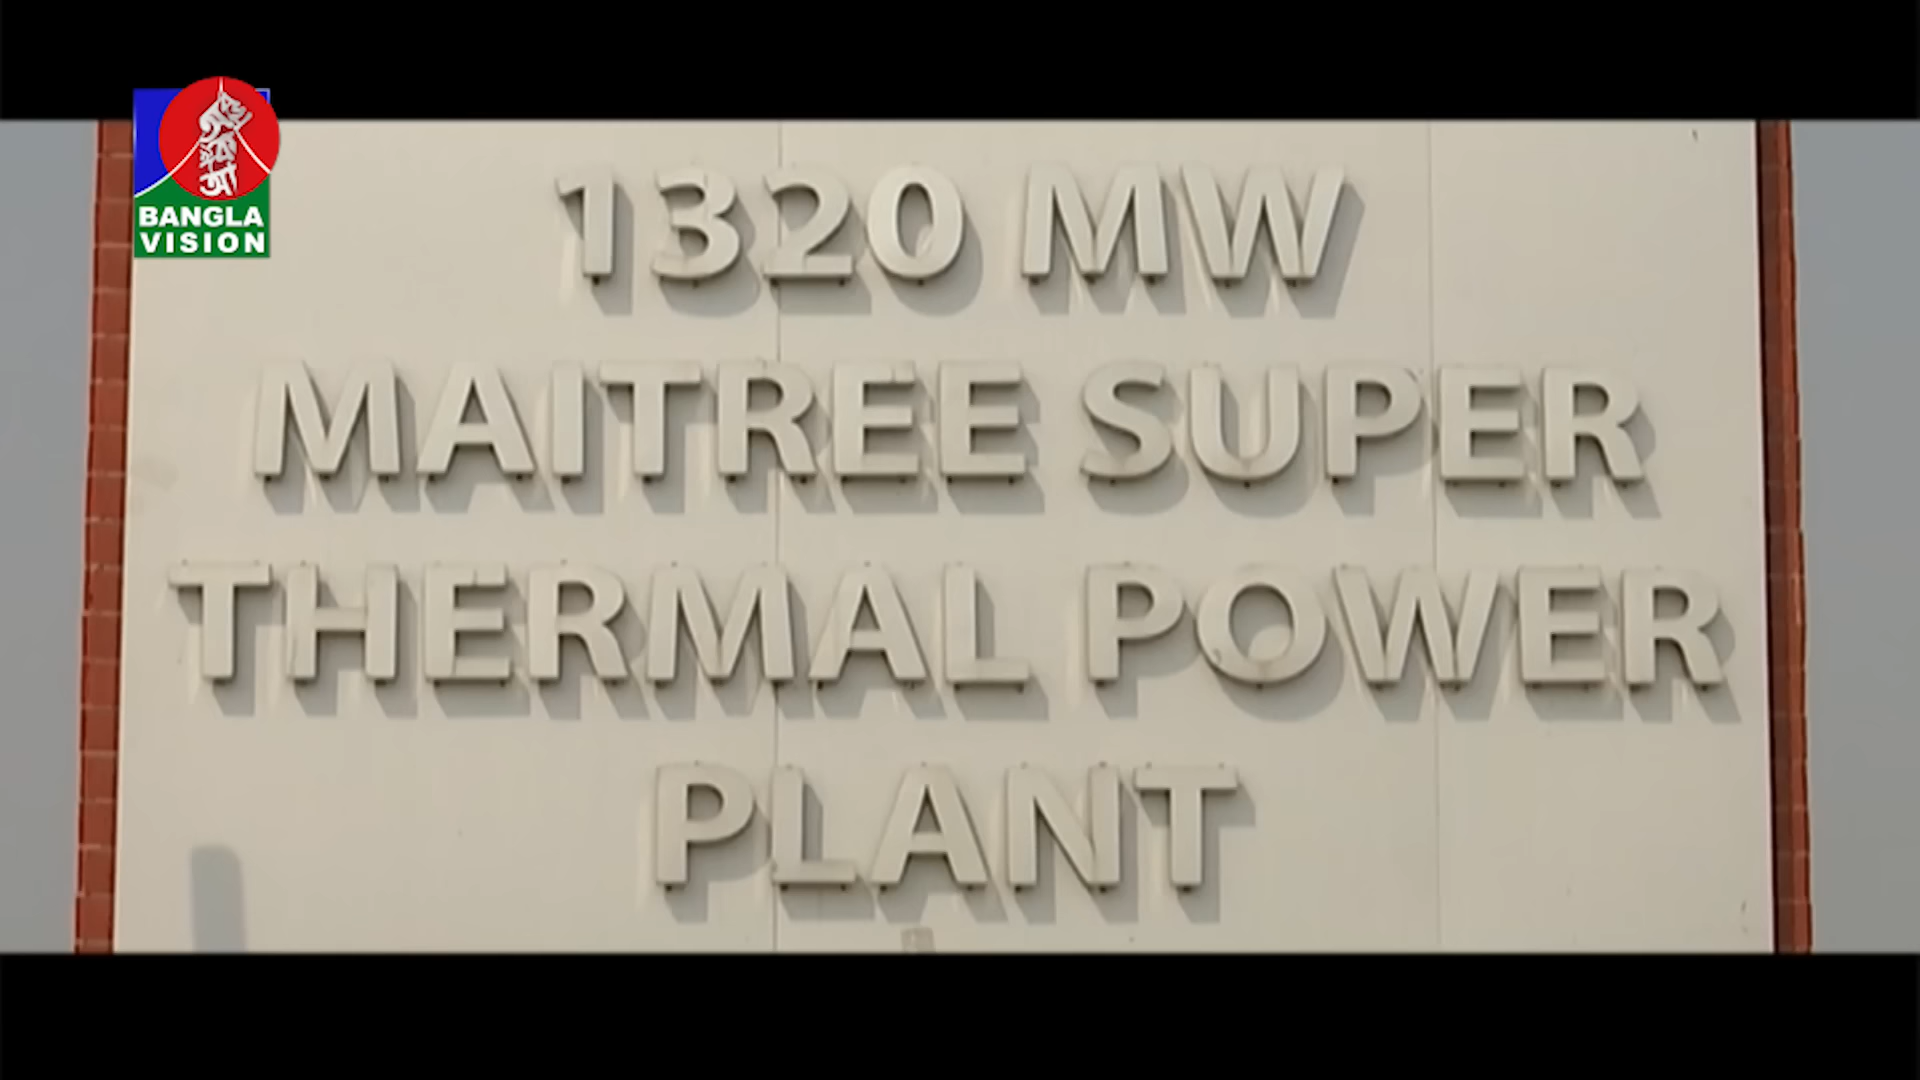 BANGLA
VISION
1320 MW
MAITREE SUPER
THERMAL POWER
PLANT